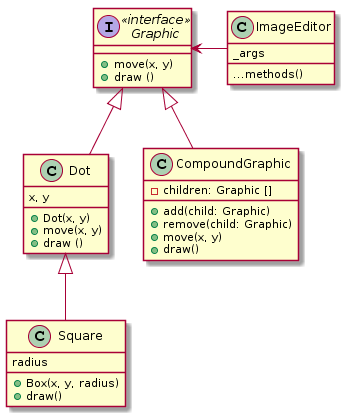 I
«interface»
Graphic
move(x, y)
draw ()
C
ImageEditor
_args
...methods()
C
Dot
x, y
Dot(x, y)
move(x, y)
draw ()
C
CompoundGraphic
children: Graphic []
add(child: Graphic)
remove(child: Graphic)
move(x, y)
draw()
C
Square
radius
Box(x, y, radius)
draw()